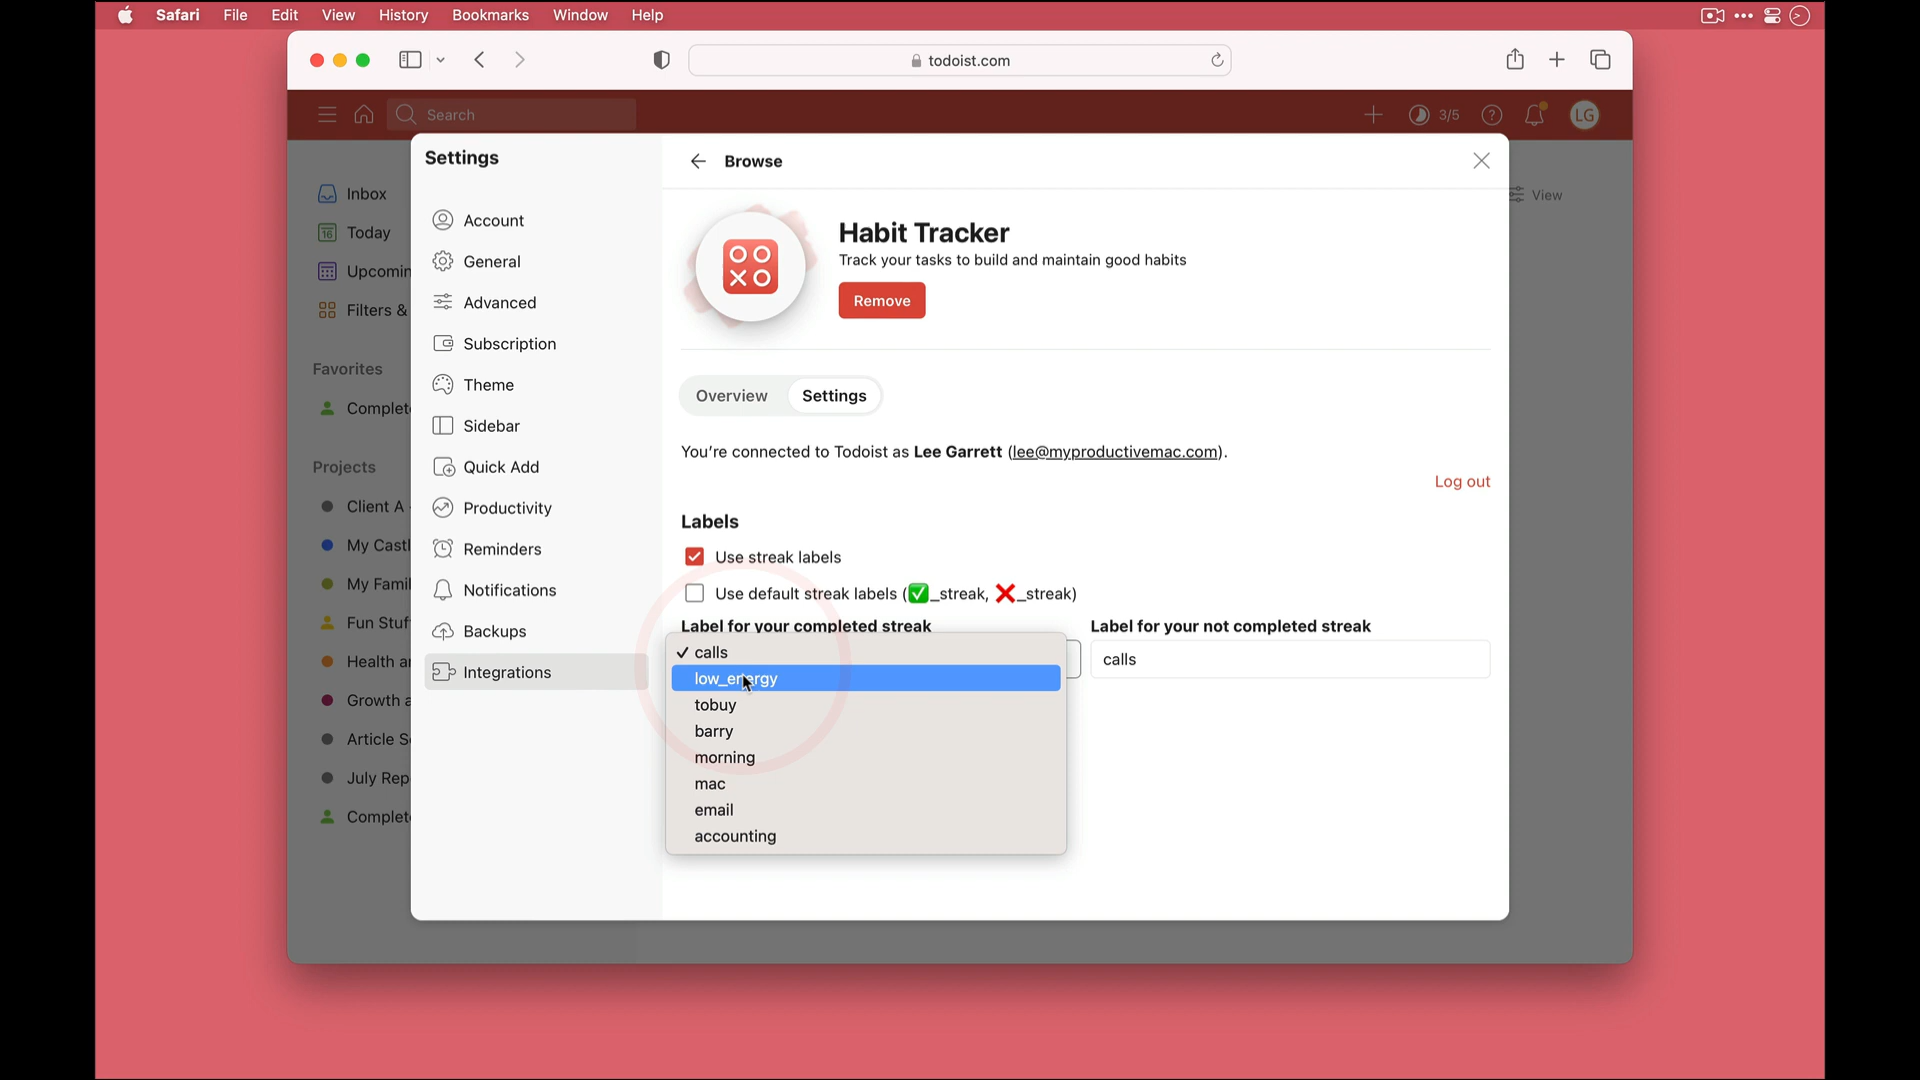 Safari File Edit View History Bookmarks Window Help
todoist.com
Search
3/5
LG
Settings
Browse
Inbox
View
Account
Habit Tracker
Today
Track your tasks to build and maintain good habits
General
Upcomin
Advanced
Remove
Filters &
Subscription
Favorites
Theme
Overview
Settings
Complet
Sidebar
You're connected to Todoist as Lee Garrett (lee@myproductivemac.com).
Projects
Quick Add
Log out
Client A
Productivity
Labels
My Castl
Reminders
Use streak labels
My Famil
Notifications
Use default streak labels (✅_streak, ❌_streak)
Fun Stuf
Backups
Label for your completed streak
Label for your not completed streak
Health a
Integrations
✓ calls
calls
low_energy
Growth a
tobuy
Article S
barry
morning
July Rep
mac
email
Complet
accounting
16